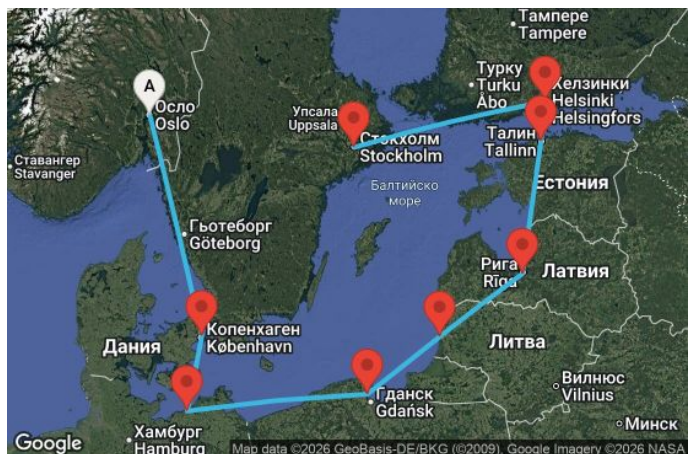 Тампере
Tampere
A
Осло
Oslo
Упсала
Uppsala
Турку
Turku
Åbo
Хелзинки
Helsinki
Helsingfors
Стокхолм
Stockholm
Талин
Tallinn
Ставангер
Stavanger
Балтийско
море
Естония
Гьотеборг
Göteborg
Рига
Rīga
Латвия
Дания
Копенхаген
København
Литва
Гданск
Gdańsk
Вилнюс
Vilnius
Минск
Хамбург
Hamburg
Google
Map data ©2026 GeoBasis-DE/BKG (©2009), Google Imagery ©2026 NASA